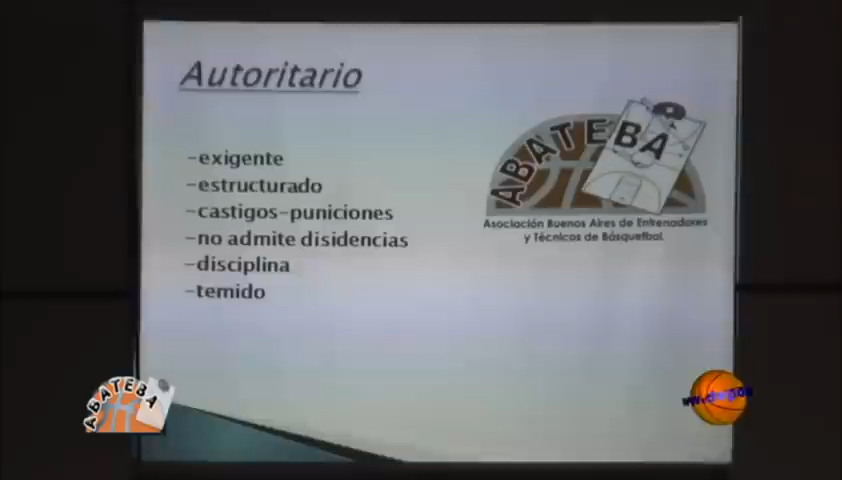 Autoritario
-exigente
-estructurado
-castigos-puniciones
-no admite disidencias
-disciplina
-temido
ABATEBA
Asociación Buenos Aires de Entrenadores
y Técnicos de Básquetbol.
ABATEBA